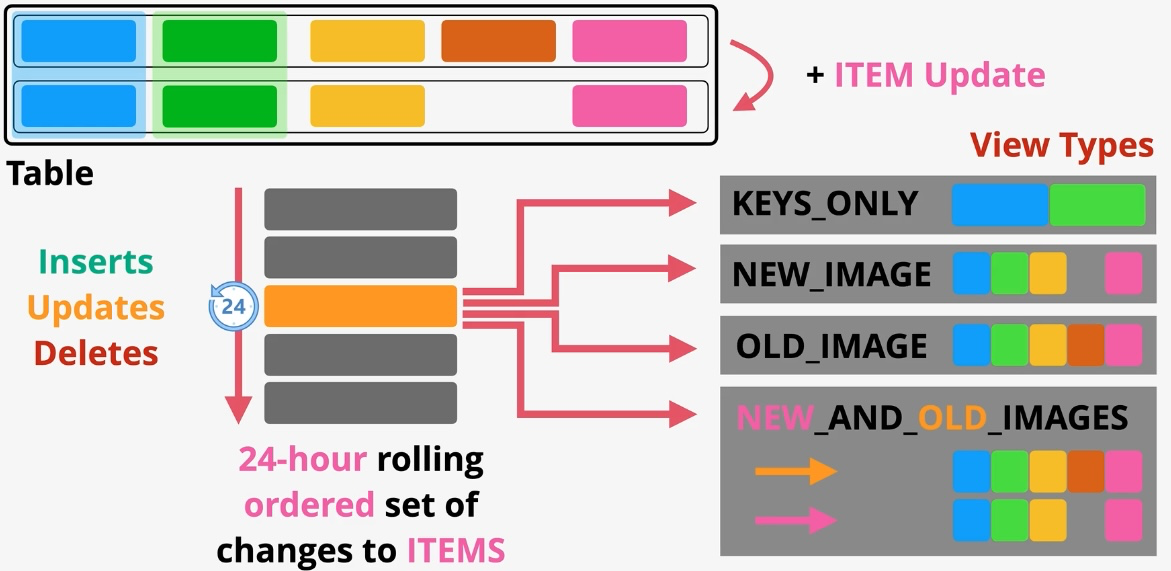 + ITEM Update
View Types
Table
Inserts
Updates
Deletes
24
24-hour rolling
ordered set of
changes to ITEMS
KEYS_ONLY
NEW_IMAGE
OLD_IMAGE
NEW_AND_OLD_IMAGES